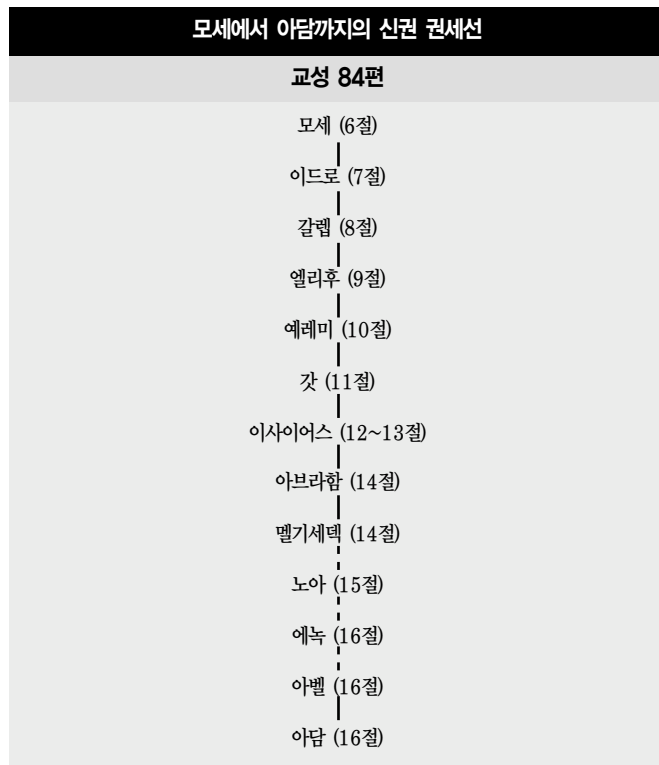 모세에서 아담까지의 신권 권세선
교성 84편
모세 (6절)
이드로 (7절)
갈렙 (8절)
엘리후 (9절)
예레미 (10절)
갓 (11절)
이사이어스 (12~13절)
아브라함 (14절)
멜기세덱 (14절)
노아 (15절)
에녹 (16절)
아벨 (16절)
아담 (16절)